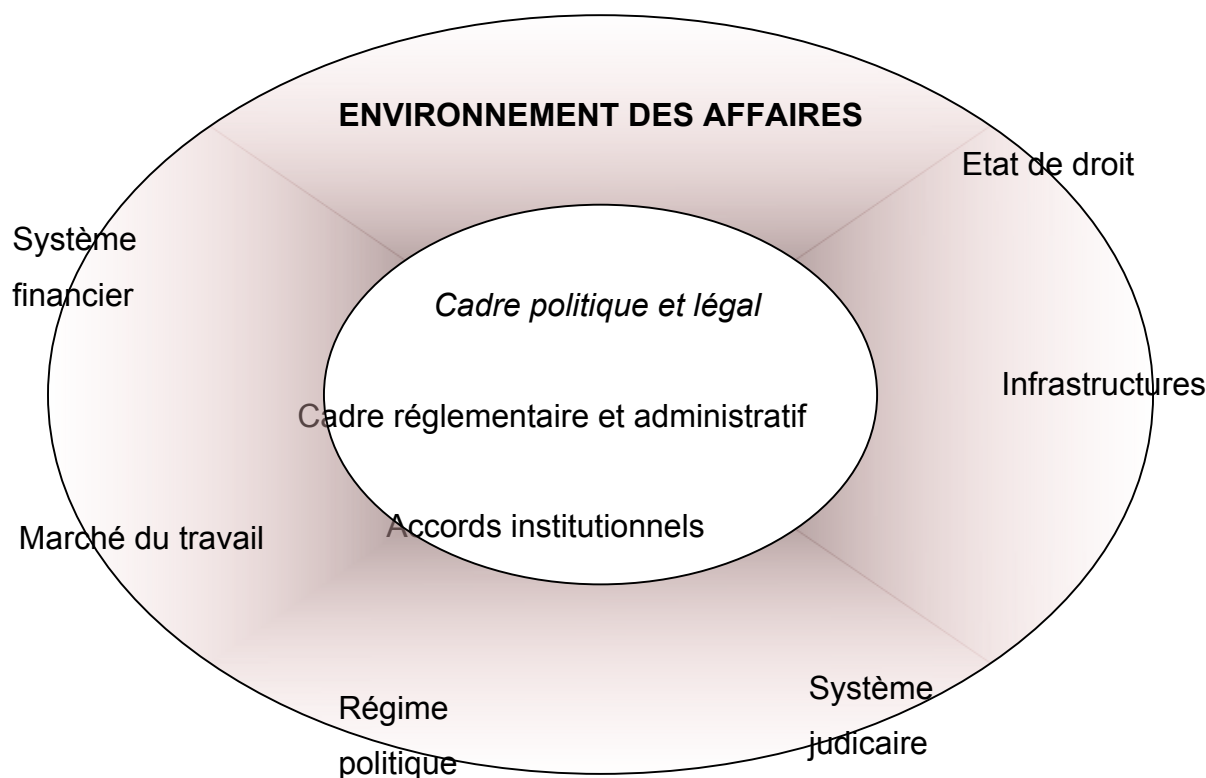 ENVIRONNEMENT DES AFFAIRES
Etat de droit
Système
financier
Cadre politique et légal
Infrastructures
Cadre réglementaire et administratif
Accords institutionnels
Marché du travail
Régime
politique
Système
judicaire